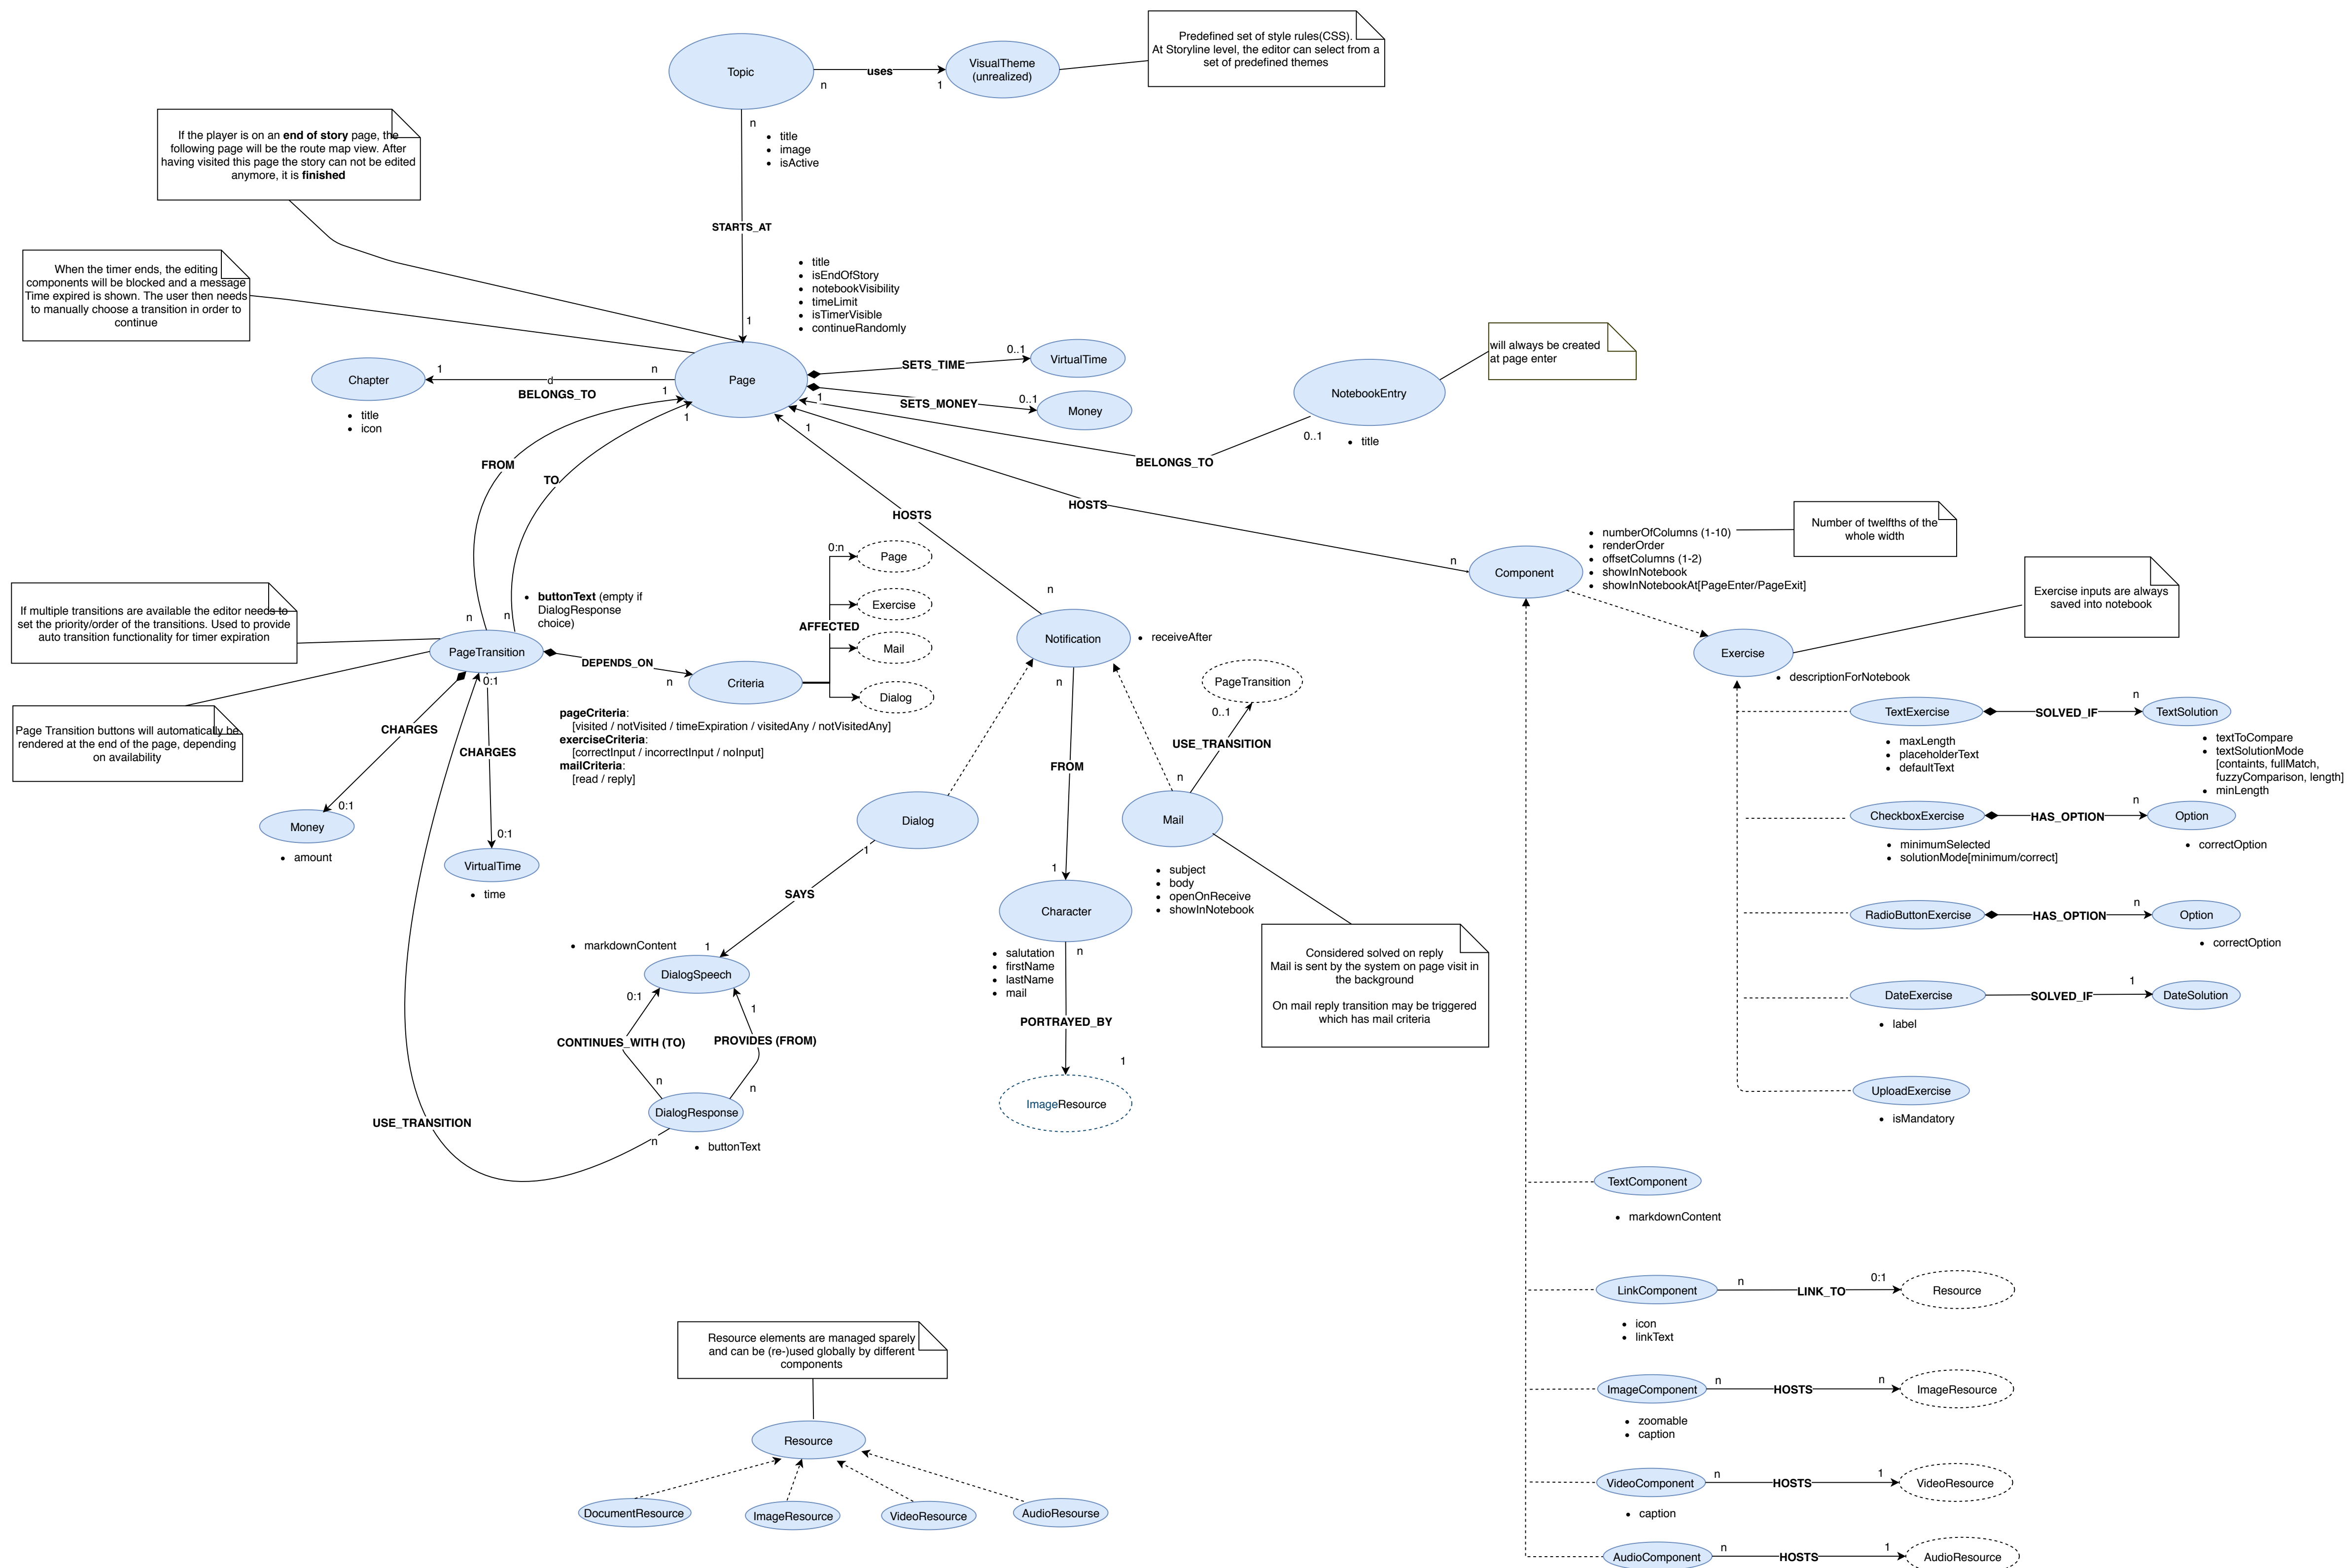 Predefined set of style rules(CSS).
At Storyline level, the editor can select from a
set of predefined themes
Topic
uses
VisualTheme
(unrealized)
n
1
n
title
image
isActive
If the player is on an end of story page, the
following page will be the route map view. After
having visited this page the story can not be edited
anymore, it is finished
STARTS_AT
When the timer ends, the editing
components will be blocked and a message
Time expired is shown. The user then needs
to manually choose a transition in order to
continue
title
isEndOfStory
notebookVisibility
timeLimit
isTimerVisible
continueRandomly
1
Chapter
1
d
n
BELONGS_TO
title
icon
Page
SETS_TIME
0..1
VirtualTime
SETS_MONEY
0..1
Money
will always be created
at page enter
NotebookEntry
title
0..1
BELONGS_TO
1
1
1
1
FROM
TO
HOSTS
HOSTS
n
n
Component
numberOfColumns (1-10)
renderOrder
offsetColumns (1-2)
showInNotebook
showInNotebookAt[PageEnter/PageExit]
Number of twelfths of the
whole width
Exercise inputs are always
saved into notebook
Exercise
descriptionForNotebook
If multiple transitions are available the editor needs to
set the priority/order of the transitions. Used to provide
auto transition functionality for timer expiration
Page Transition buttons will automatically be
rendered at the end of the page, depending
on availability
n
n
buttonText (empty if
DialogResponse
choice)
PageTransition
DEPENDS_ON
n
Criteria
AFFECTED
0:n
Page
Exercise
Mail
Dialog
pageCriteria:
[visited / notVisited / timeExpiration / visitedAny / notVisitedAny]
exerciseCriteria:
[correctInput / incorrectInput / noInput]
mailCriteria:
[read / reply]
0:1
CHARGES
CHARGES
0:1
Money
amount
0:1
VirtualTime
time
Notification
receiveAfter
n
FROM
1
PageTransition
0..1
USE_TRANSITION
n
Dialog
Mail
subject
body
openOnReceive
showInNotebook
Considered solved on reply
Mail is sent by the system on page visit in
the background
On mail reply transition may be triggered
which has mail criteria
1
SAYS
1
markdownContent
DialogSpeech
0:1
1
CONTINUES_WITH (TO)
PROVIDES (FROM)
n
n
DialogResponse
n
buttonText
USE_TRANSITION
Character
salutation
firstName
lastName
mail
n
PORTRAYED_BY
1
ImageResource
TextExercise
SOLVED_IF
n
TextSolution
maxLength
placeholderText
defaultText
textToCompare
textSolutionMode
[containts, fullMatch,
fuzzyComparison, length]
minLength
CheckboxExercise
HAS_OPTION
n
Option
minimumSelected
solutionMode[minimum/correct]
correctOption
RadioButtonExercise
HAS_OPTION
n
Option
correctOption
DateExercise
SOLVED_IF
1
DateSolution
label
UploadExercise
isMandatory
TextComponent
markdownContent
LinkComponent
n
LINK_TO
0:1
Resource
icon
linkText
ImageComponent
n
HOSTS
n
ImageResource
zoomable
caption
VideoComponent
n
HOSTS
1
VideoResource
caption
AudioComponent
n
HOSTS
1
AudioResource
Resource elements are managed sparely
and can be (re-)used globally by different
components
Resource
DocumentResource
ImageResource
VideoResource
AudioResourse